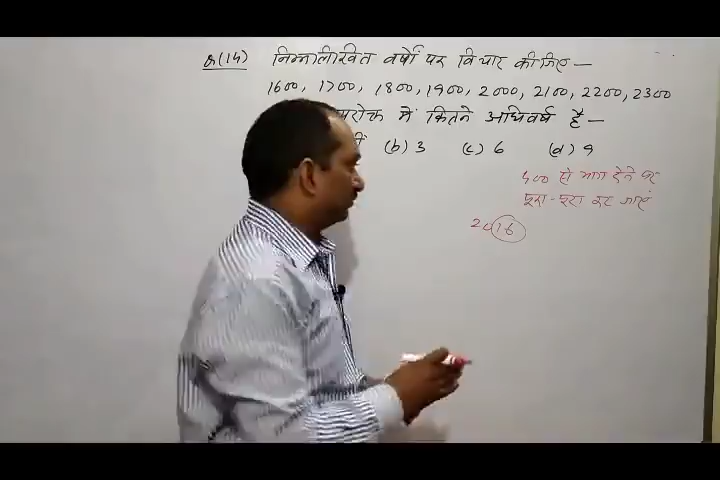 Q(14) निम्नलिखित वर्षों पर विचार कीजिए-
1600, 1700, 1800, 1900, 2000, 2100, 2200, 2300
में कितने अधिवर्ष है-
(b) 3 (c) 6 (d) 9
400 से भाग देने पर
पूरा-पूरा कट जाएं
2016